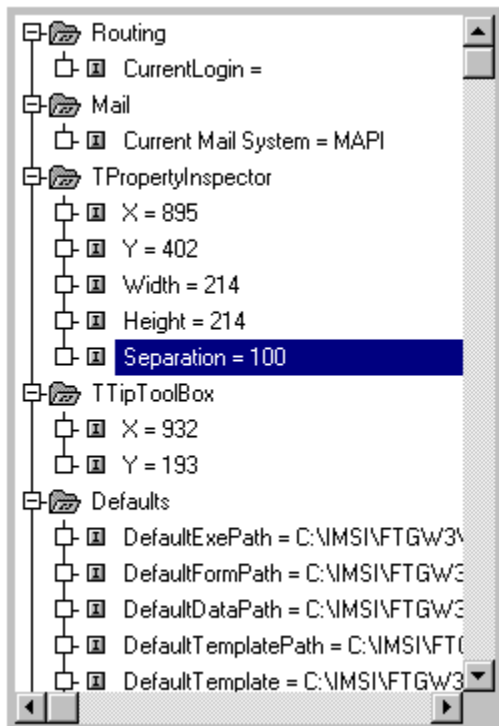 Routing
CurrentLogin =
Mail
Current Mail System = MAPI
TPropertyInspector
X = 895
Y = 402
Width = 214
Height = 214
Separation = 100
TTipToolBox
X = 932
Y = 193
Defaults
DefaultExePath = C:\IMSI\FTGW3\
DefaultFormPath = C:\IMSI\FTGW3
DefaultDataPath = C:\IMSI\FTGW3
DefaultTemplatePath = C:\IMSI\FTG
DefaultTemplate = C:\IMSI\FTGW3